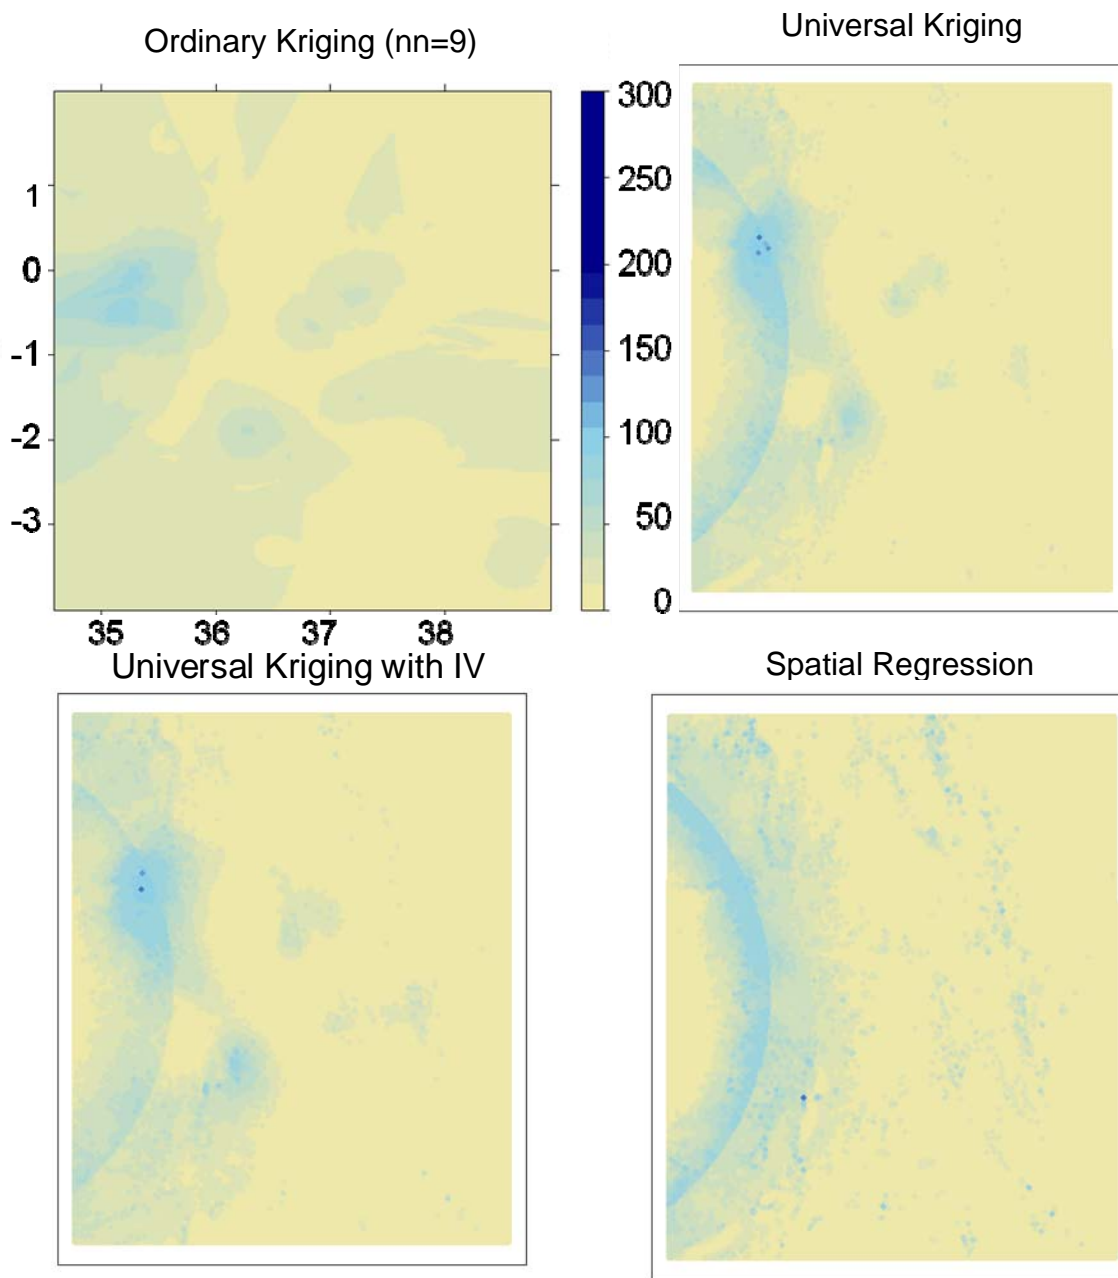 Ordinary Kriging (nn=9)
Universal Kriging
1
0
-1
-2
-3
35 36 37 38
300
250
200
150
100
50
0
Universal Kriging with IV
Spatial Regression